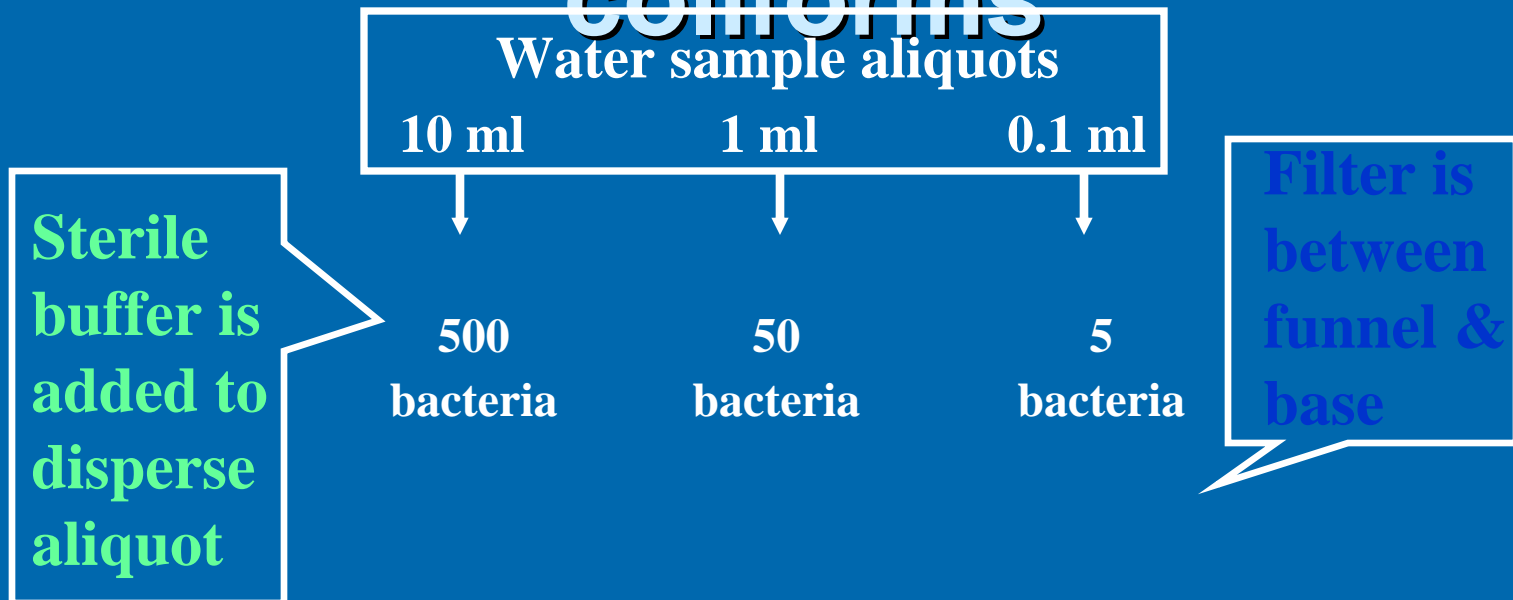 coliforms
Water sample aliquots
10 ml 1 ml 0.1 ml
Sterile
buffer is
added to
disperse
aliquot
500
bacteria
50
bacteria
5
bacteria
Filter is
between
funnel &
base